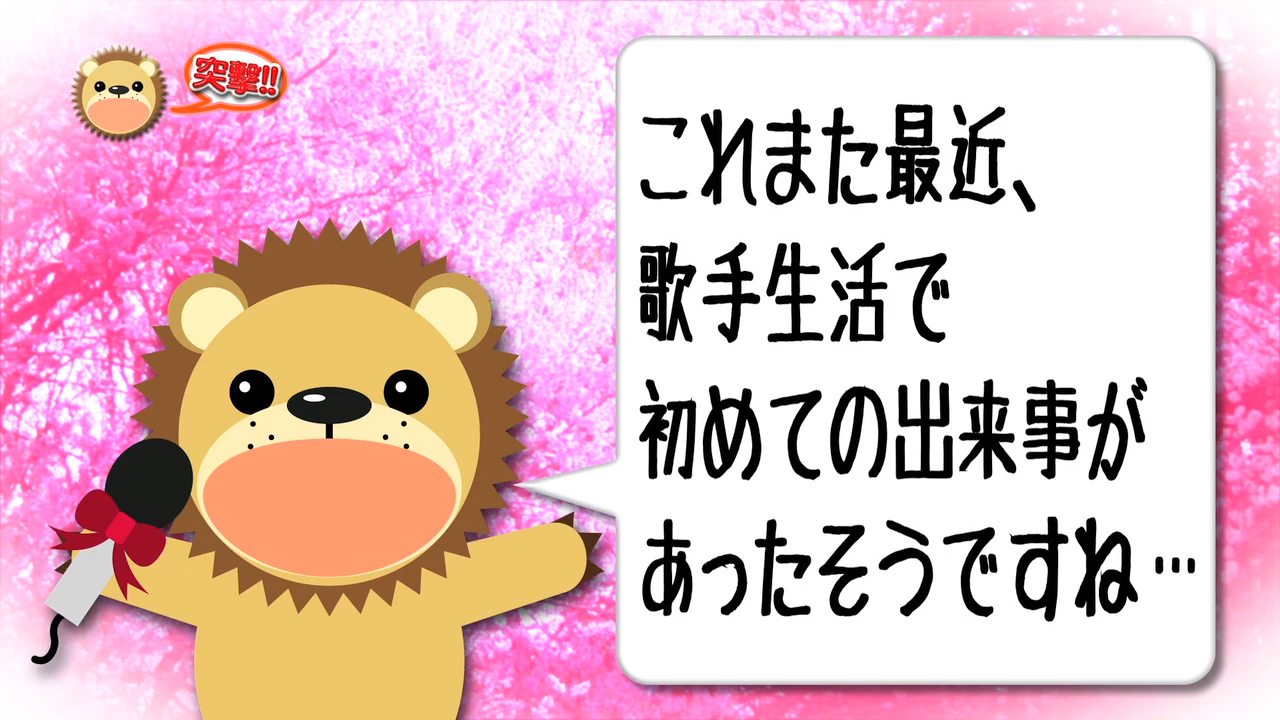 突撃!!
これまた最近、
歌手生活で
初めての出来事が
あったそうですね…